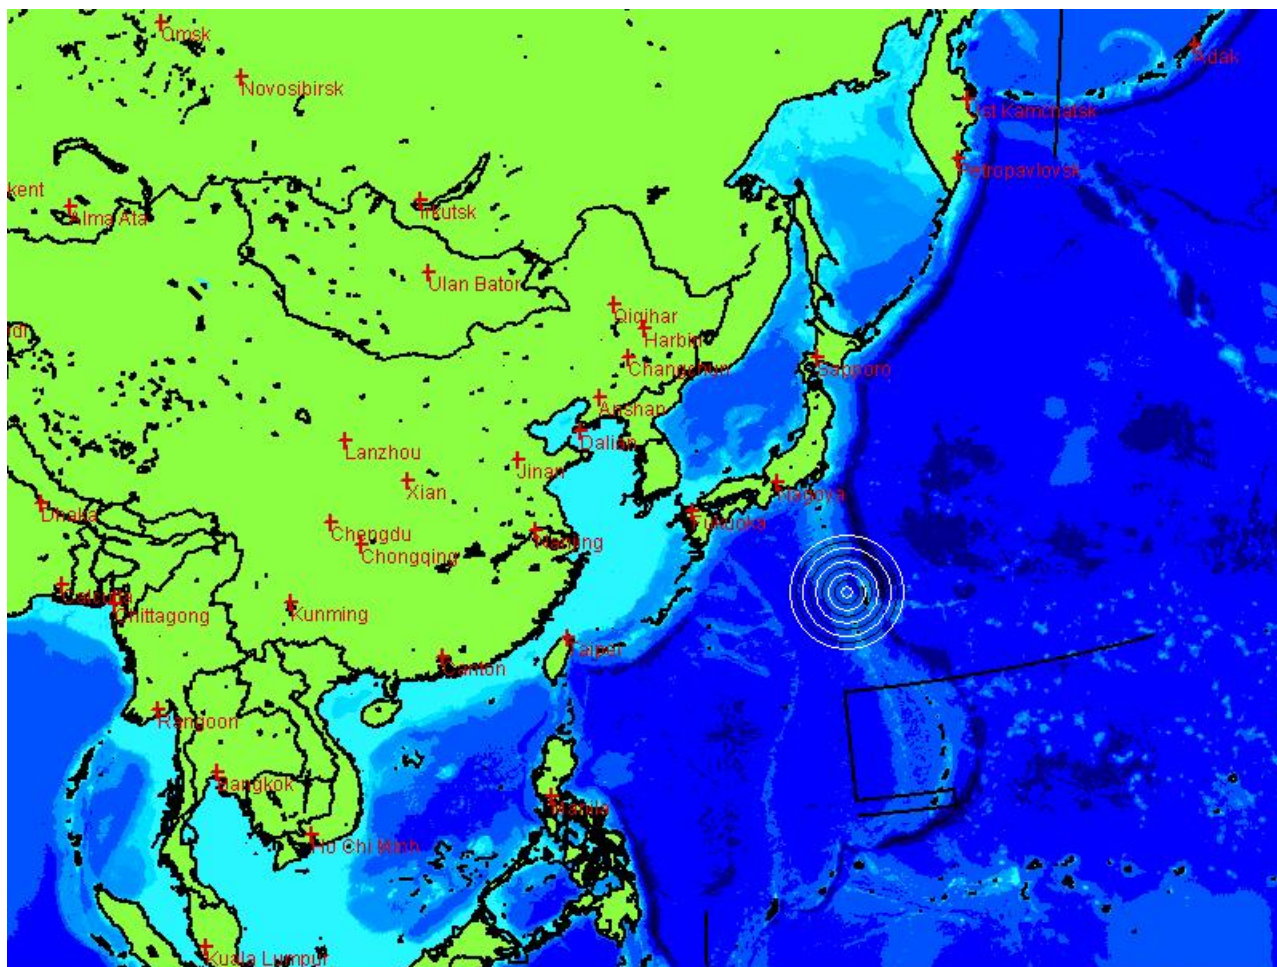 Omsk
Adak
Novosibirsk
Ust Kamchatsk
Petropavlovsk
kent
Alma Ata
Irkutsk
Ulan Bator
Qiqihar
Harbin
Changchun
Sapporo
Anshan
Dalian
Lanzhou
Jinan
Xian
Nagoya
Dhaka
Fukuoka
Chengdu
Nanjing
Chongqing
Chittagong
Kunming
Taipei
Canton
Rangoon
Bangkok
Manila
Ho Chi Minh
Kuala Lumpur